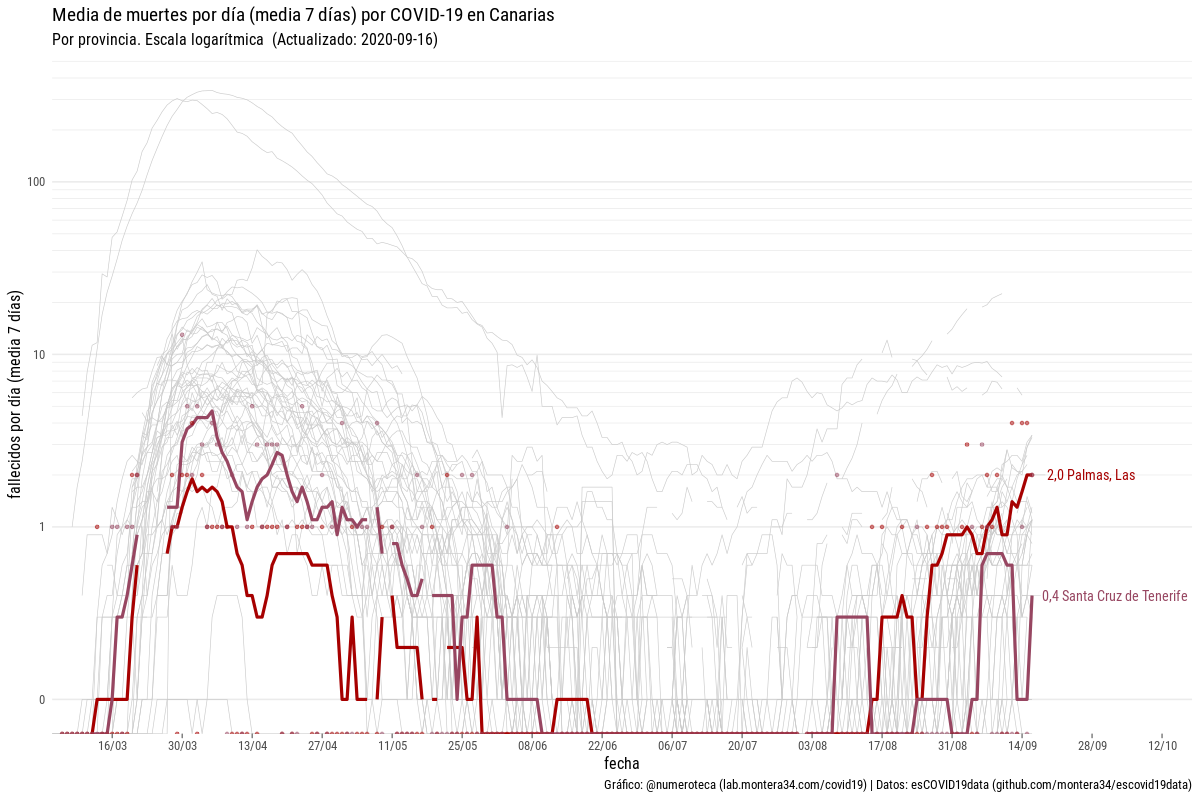 Media de muertes por día (media 7 días) por COVID-19 en Canarias
Por provincia. Escala logarítmica (Actualizado: 2020-09-16)
fallecidos por día (media 7 días)
100
10
1
0
2,0 Palmas, Las
0,4 Santa Cruz de Tenerife
16/03 30/03 13/04 27/04 11/05 25/05 08/06 22/06 06/07 20/07 03/08 17/08 31/08 14/09 28/09 12/10
fecha
Gráfico: @numeroteca (lab.montera34.com/covid19) | Datos: esCOVID19data (github.com/montera34/escovid19data)